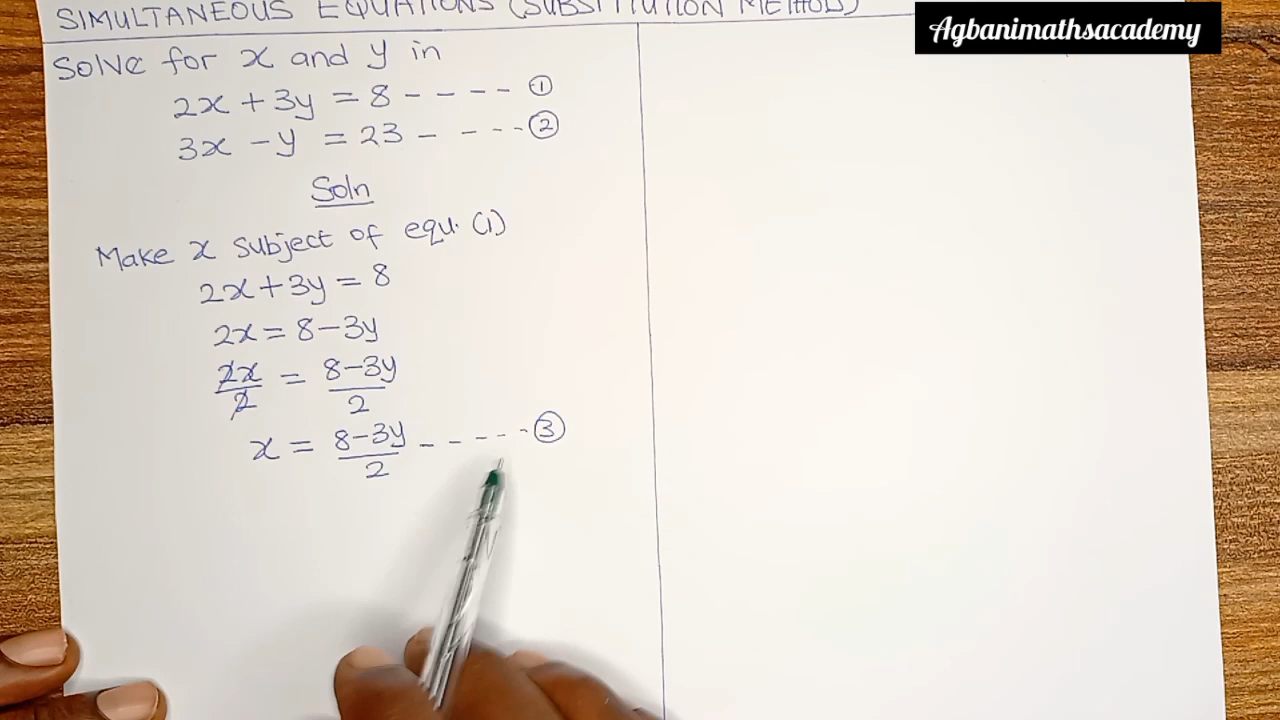 SIMULTANEOUS EQUATIONS (SUBSTITUTION METHOD)
Agbanimathsacademy
Solve for x and y in
2x + 3y = 8 - - - - ①
3x - y = 23 - - - - ②
Soln
Make x subject of equ. (1)
2x + 3y = 8
2x = 8 - 3y
2x/2 = 8-3y/2
x = 8-3y/2 - - - - - ③